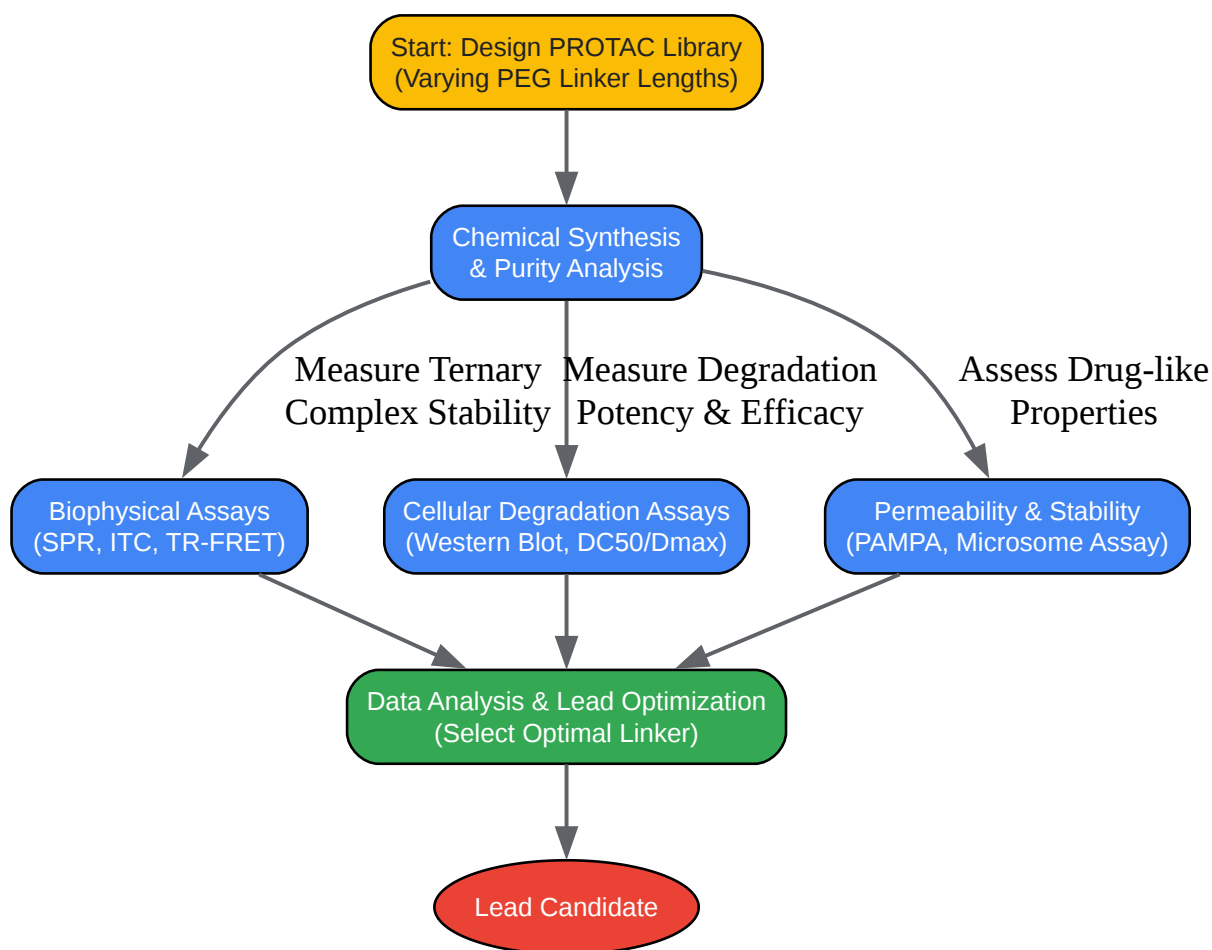 Start: Design PROTAC Library
(Varying PEG Linker Lengths)
Chemical Synthesis
& Purity Analysis
Measure Ternary
Complex Stability
Measure Degradation
Potency & Efficacy
Assess Drug-like
Properties
Biophysical Assays
(SPR, ITC, TR-FRET)
Cellular Degradation Assays
(Western Blot, DC50/Dmax)
Permeability & Stability
(PAMPA, Microsome Assay)
Data Analysis & Lead Optimization
(Select Optimal Linker)
Lead Candidate